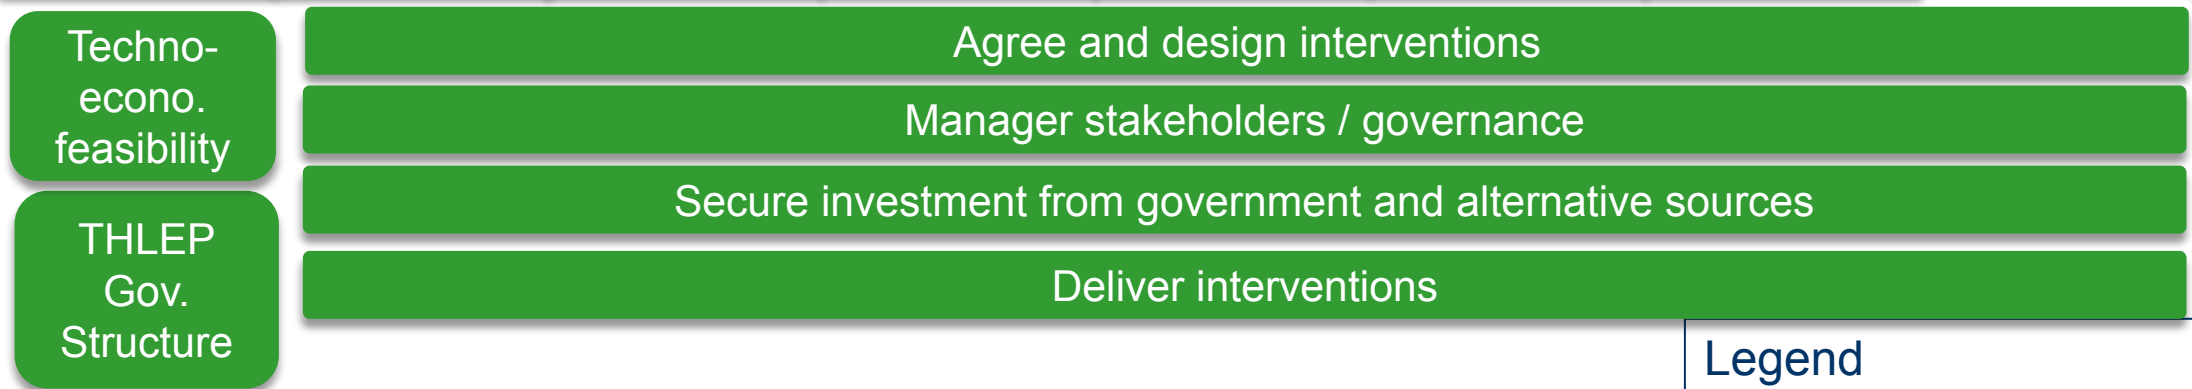 Techno-
econo.
feasibility
Agree and design interventions
Manager stakeholders / governance
Secure investment from government and alternative sources
THLEP
Gov.
Structure
Deliver interventions
Legend